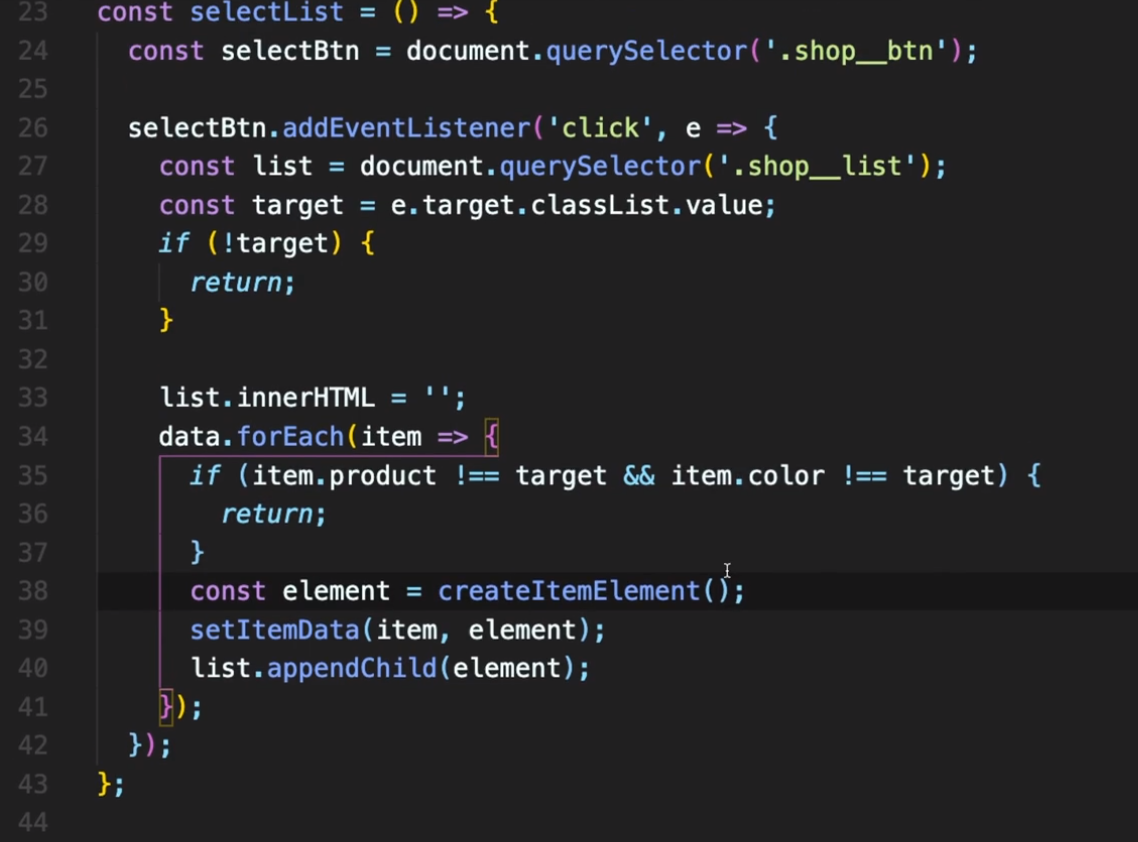 23 const selectList = () => {
24 const selectBtn = document.querySelector('.shop__btn');
25
26 selectBtn.addEventListener('click', e => {
27 const list = document.querySelector('.shop__list');
28 const target = e.target.classList.value;
29 if (!target) {
30 return;
31 }
32
33 list.innerHTML = '';
34 data.forEach(item => {
35 if (item.product !== target && item.color !== target) {
36 return;
37 }
38 const element = createItemElement();
39 setItemData(item, element);
40 list.appendChild(element);
41 });
42 });
43 };
44